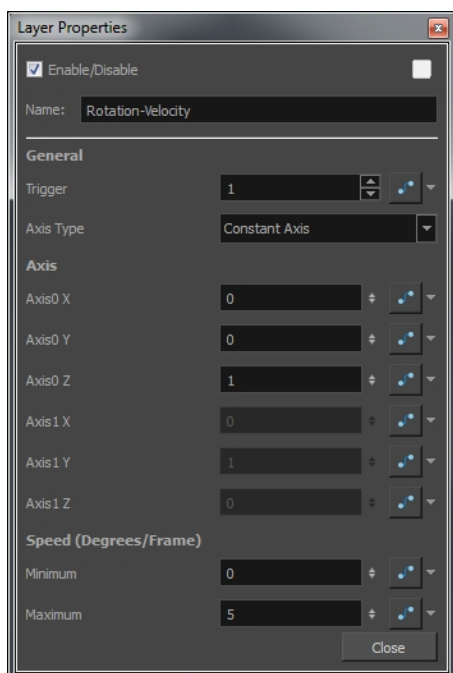 Layer Properties
Enable/Disable
Name: Rotation-Velocity
General
Trigger 1
Axis Type Constant Axis
Axis
Axis0 X 0
Axis0 Y 0
Axis0 Z 1
Axis1 X 0
Axis1 Y 1
Axis1 Z 0
Speed (Degrees/Frame)
Minimum 0
Maximum 5
Close